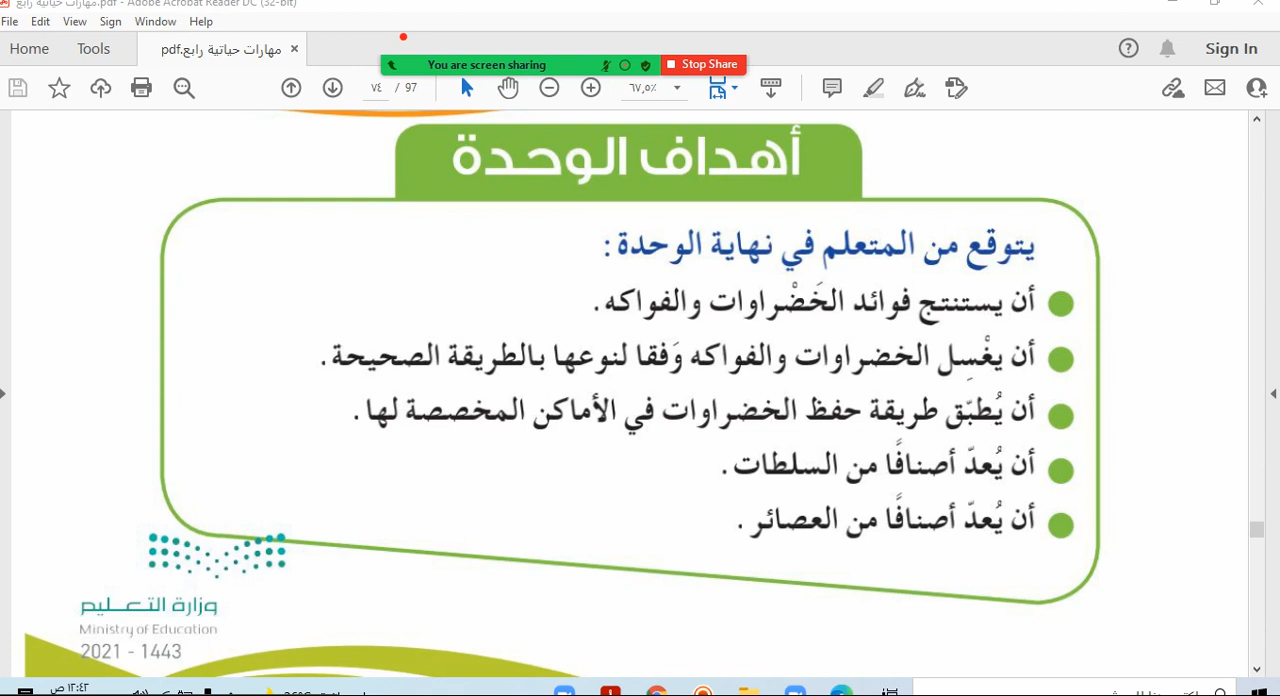 مهارات حياتية رابع.pdf - Adobe Acrobat Reader DC (32-bit)
File Edit View Sign Window Help
Home Tools مهارات حياتية رابع.pdf × Sign In
You are screen sharing Stop Share
٧٤ / 97 ٦٧,٥٪
أهداف الوحدة
يتوقع من المتعلم في نهاية الوحدة :
أن يستنتج فوائد الخَضْراوات والفواكه .
أن يغْسِل الخضراوات والفواكه وَفقا لنوعها بالطريقة الصحيحة .
أن يُطبّق طريقة حفظ الخضراوات في الأماكن المخصصة لها .
أن يُعدّ أصنافًا من السلطات .
أن يُعدّ أصنافًا من العصائر .
وزارة التعليم
Ministry of Education
2021 - 1443
١٢:٤٢ ص